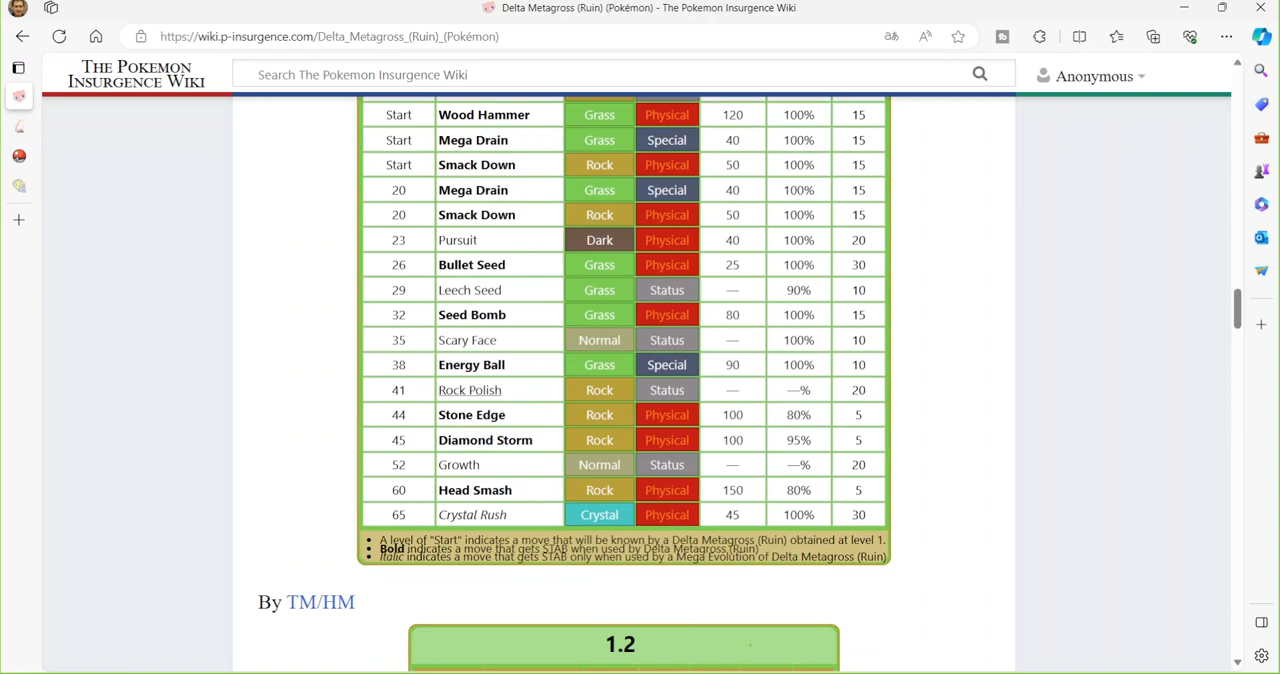 Delta Metagross (Ruin) (Pokémon) - The Pokemon Insurgence Wiki
https://wiki.p-insurgence.com/Delta_Metagross_(Ruin)_(Pokémon)
THE POKEMON
INSURGENCE WIKI
Search The Pokemon Insurgence Wiki
Anonymous
Start Wood Hammer Grass Physical 120 100% 15
Start Mega Drain Grass Special 40 100% 15
Start Smack Down Rock Physical 50 100% 15
20 Mega Drain Grass Special 40 100% 15
20 Smack Down Rock Physical 50 100% 15
23 Pursuit Dark Physical 40 100% 20
26 Bullet Seed Grass Physical 25 100% 30
29 Leech Seed Grass Status — 90% 10
32 Seed Bomb Grass Physical 80 100% 15
35 Scary Face Normal Status — 100% 10
38 Energy Ball Grass Special 90 100% 10
41 Rock Polish Rock Status — —% 20
44 Stone Edge Rock Physical 100 80% 5
45 Diamond Storm Rock Physical 100 95% 5
52 Growth Normal Status — —% 20
60 Head Smash Rock Physical 150 80% 5
65 Crystal Rush Crystal Physical 45 100% 30
• A level of "Start" indicates a move that will be known by a Delta Metagross (Ruin) obtained at level 1.
• Bold indicates a move that gets STAB when used by Delta Metagross (Ruin)
• Italic indicates a move that gets STAB only when used by a Mega Evolution of Delta Metagross (Ruin)
By TM/HM
1.2